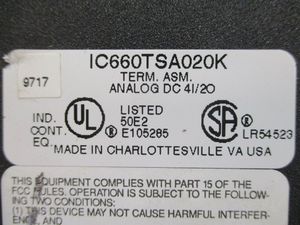 IC660TSA020K
TERM. ASM.
ANALOG DC 4I/2O
9717
IND.
CONT.
EQ.
UL
LISTED
50E2
E105285
SA
LR54523
MADE IN CHARLOTTESVILLE VA USA
THIS EQUIPMENT COMPLIES WITH PART 15 OF THE
FCC RULES. OPERATION IS SUBJECT TO THE FOLLOW-
ING TWO CONDITIONS:
(1) THIS DEVICE MAY NOT CAUSE HARMFUL INTERFER-
ENCE, AND